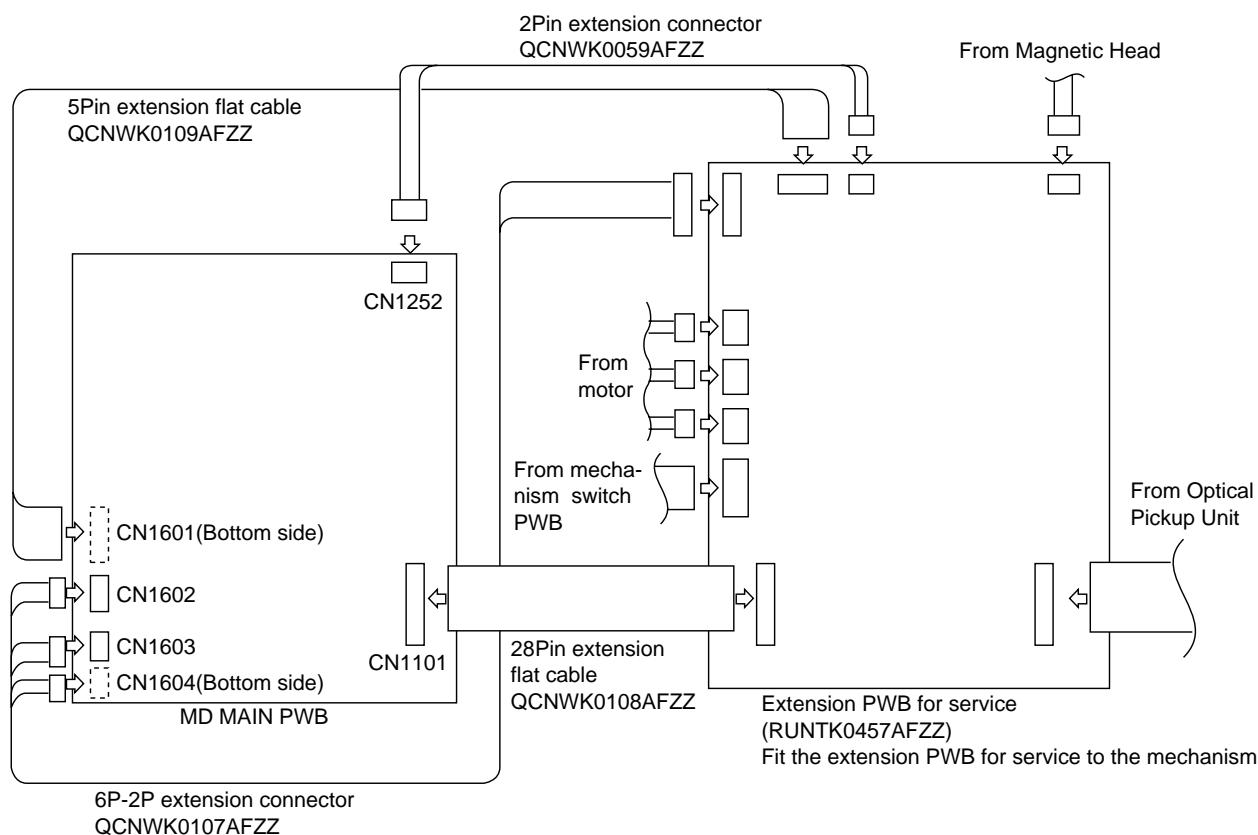 2Pin extension connector
QCNWK0059AFZZ
From Magnetic Head
5Pin extension flat cable
QCNWK0109AFZZ
CN1252
From
motor
From mecha-
nism switch
PWB
From Optical
Pickup Unit
CN1601(Bottom side)
CN1602
CN1603
CN1604(Bottom side)
CN1101
MD MAIN PWB
28Pin extension
flat cable
QCNWK0108AFZZ
Extension PWB for service
(RUNTK0457AFZZ)
Fit the extension PWB for service to the mechanism
6P-2P extension connector
QCNWK0107AFZZ